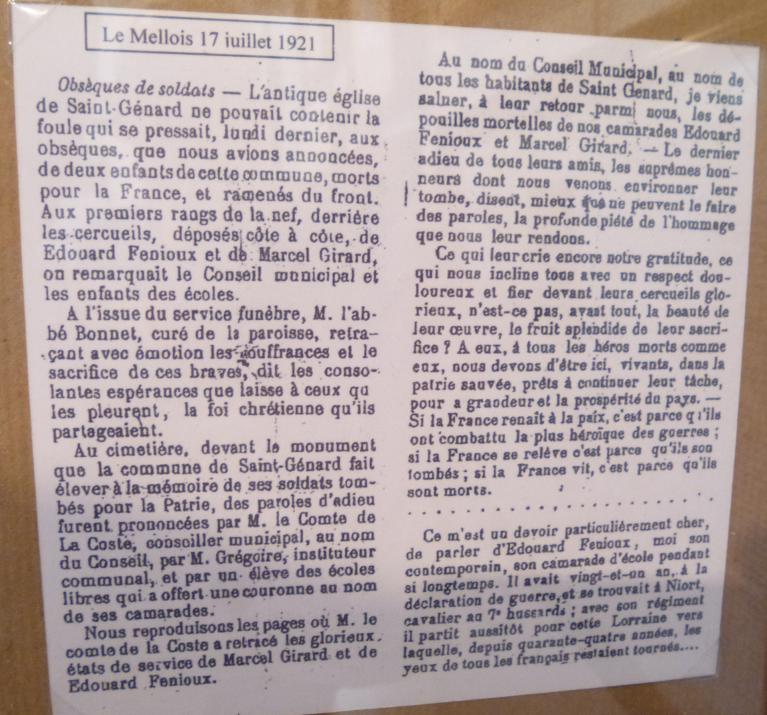 Le Mellois 17 juillet 1921
Obsèques de soldats — L'antique église
de Saint-Génard ne pouvait contenir la
foule qui se pressait, lundi dernier, aux
obsèques, que nous avions annoncées,
de deux enfants de cette commune, morts
pour la France, et ramenés du front.
Aux premiers rangs de la nef, derrière
les cercueils, déposés côte à côte, de
Edouard Fenioux et de Marcel Girard,
on remarquait le Conseil municipal et
les enfants des écoles.
A l'issue du service funèbre, M. l'ab-
bé Bonnet, curé de la paroisse, retra-
çant avec émotion les souffrances et le
sacrifice de ces braves, dit les conso-
lantes espérances que laisse à ceux qu
les pleurent, la foi chrétienne qu'ils
partageaient.
Au cimetière, devant le monument
que la commune de Saint-Génard fait
élever à la mémoire de ses soldats tom-
bés pour la Patrie, des paroles d'adieu
furent prononcées par M. le Comte de
La Coste, conseiller municipal, au nom
du Conseil, par M. Grégoire, instituteur
communal, et par un élève des écoles
libres qui a offert une couronne au nom
de ses camarades.
Nous reproduisons les pages où M. le
comte de la Coste a retracé les glorieux
états de service de Marcel Girard et de
Edouard Fenioux.
Au nom du Conseil Municipal, au nom de
tous les habitants de Saint Genard, je viens
saluer, à leur retour parmi nous, les dé-
pouilles mortelles de nos camarades Edouard
Fenioux et Marcel Girard, — Le dernier
adieu de tous leurs amis, les suprêmes hon-
neurs dont nous venons environner leur
tombe, disent, mieux que ne peuvent le faire
des paroles, la profonde piété de l'hommage
que nous leur rendons.
Ce qui leur crie encore notre gratitude, ce
qui nous incline tous avec un respect dou-
loureux et fier devant leurs cercueils glo-
rieux, n'est-ce pas, avant tout, la beauté de
leur œuvre, le fruit splendide de leur sacri-
fice ? A eux, à tous les héros morts comme
eux, nous devons d'être ici, vivants, dans la
patrie sauvée, prêts à continuer leur tâche,
pour a grandeur et la prospérité du pays. —
Si la France renaît à la paix, c'est parce q 'ils
ont combattu la plus héroïque des guerres ;
si la France se relève c'est parce qu'ils son
tombés ; si la France vit, c'est parce qu'ils
sont morts.
. . . . . . . . . . . . . . . . . . . .
Ce m'est un devoir particulièrement cher,
de parler d'Edouard Fenioux, moi son
contemporain, son camarade d'école pendant
si longtemps. Il avait vingt-et-un an, à la
déclaration de guerre, et se trouvait à Niort,
cavalier au 7e hussards ; avec son régiment
il partit aussitôt pour cette Lorraine vers
laquelle, depuis quarante-quatre années, les
yeux de tous les français restaient tournés....